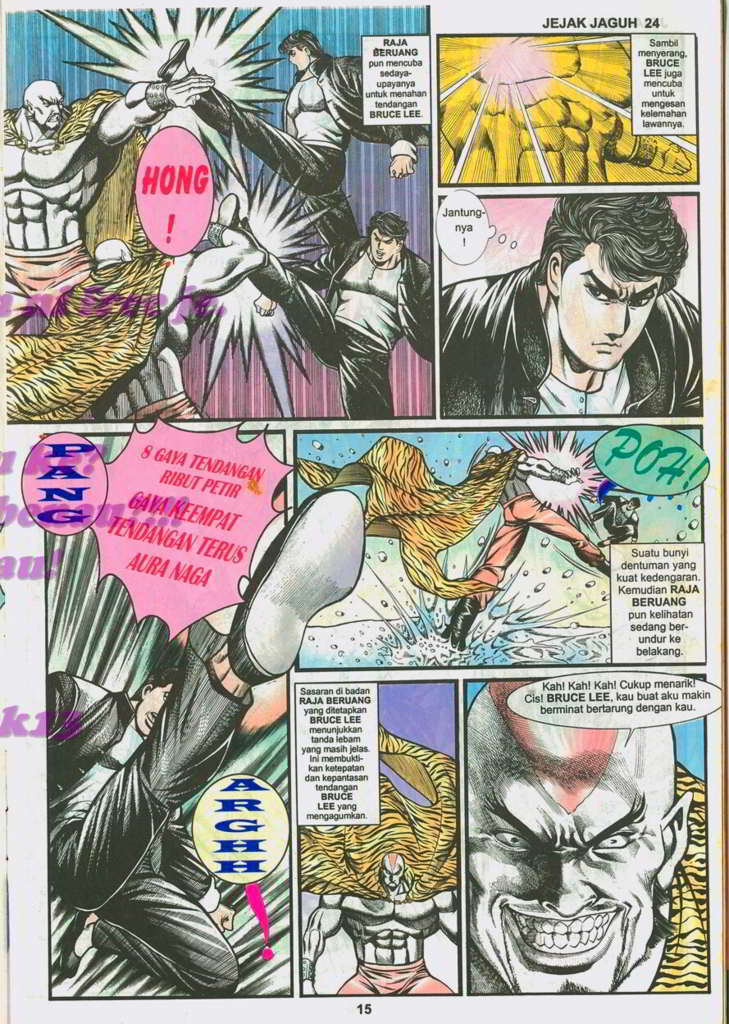 JEJAK JAGUH 24
RAJA
BERUANG
pun mencuba
sedaya-
upayanya
untuk menahan
tendangan
BRUCE LEE.
HONG
!
Sambil
menyerang,
BRUCE
LEE juga
mencuba
untuk
mengesan
kelemahan
lawannya.
Jantung-
nya
!
PANG
8 GAYA TENDANGAN
RIBUT PETIR
GAYA KEEMPAT
TENDANGAN TERUS
AURA NAGA
POH!
Suatu bunyi
dentuman yang
kuat kedengaran.
Kemudian RAJA
BERUANG
pun kelihatan
sedang ber-
undur ke
belakang.
ARGHH
!
Sasaran di badan
RAJA BERUANG
yang ditetapkan
BRUCE LEE
menunjukkan
tanda lebam
yang masih jelas.
Ini membukti-
kan ketepatan
dan kepantasan
tendangan
BRUCE
LEE yang
mengagumkan.
Kah! Kah! Kah! Cukup menarik!
Cis! BRUCE LEE, kau buat aku makin
berminat bertarung dengan kau.
15